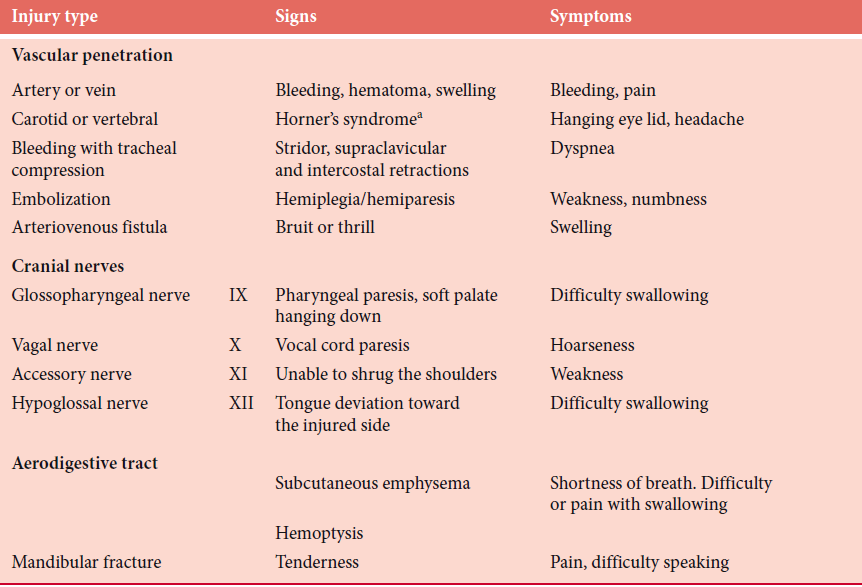 Injury type Signs Symptoms
Vascular penetration
Artery or vein Bleeding, hematoma, swelling Bleeding, pain
Carotid or vertebral Horner's syndromeᵃ Hanging eye lid, headache
Bleeding with tracheal Stridor, supraclavicular Dyspnea
compression and intercostal retractions
Embolization Hemiplegia/hemiparesis Weakness, numbness
Arteriovenous fistula Bruit or thrill Swelling
Cranial nerves
Glossopharyngeal nerve IX Pharyngeal paresis, soft palate Difficulty swallowing
hanging down
Vagal nerve X Vocal cord paresis Hoarseness
Accessory nerve XI Unable to shrug the shoulders Weakness
Hypoglossal nerve XII Tongue deviation toward Difficulty swallowing
the injured side
Aerodigestive tract
Subcutaneous emphysema Shortness of breath. Difficulty
or pain with swallowing
Hemoptysis
Mandibular fracture Tenderness Pain, difficulty speaking